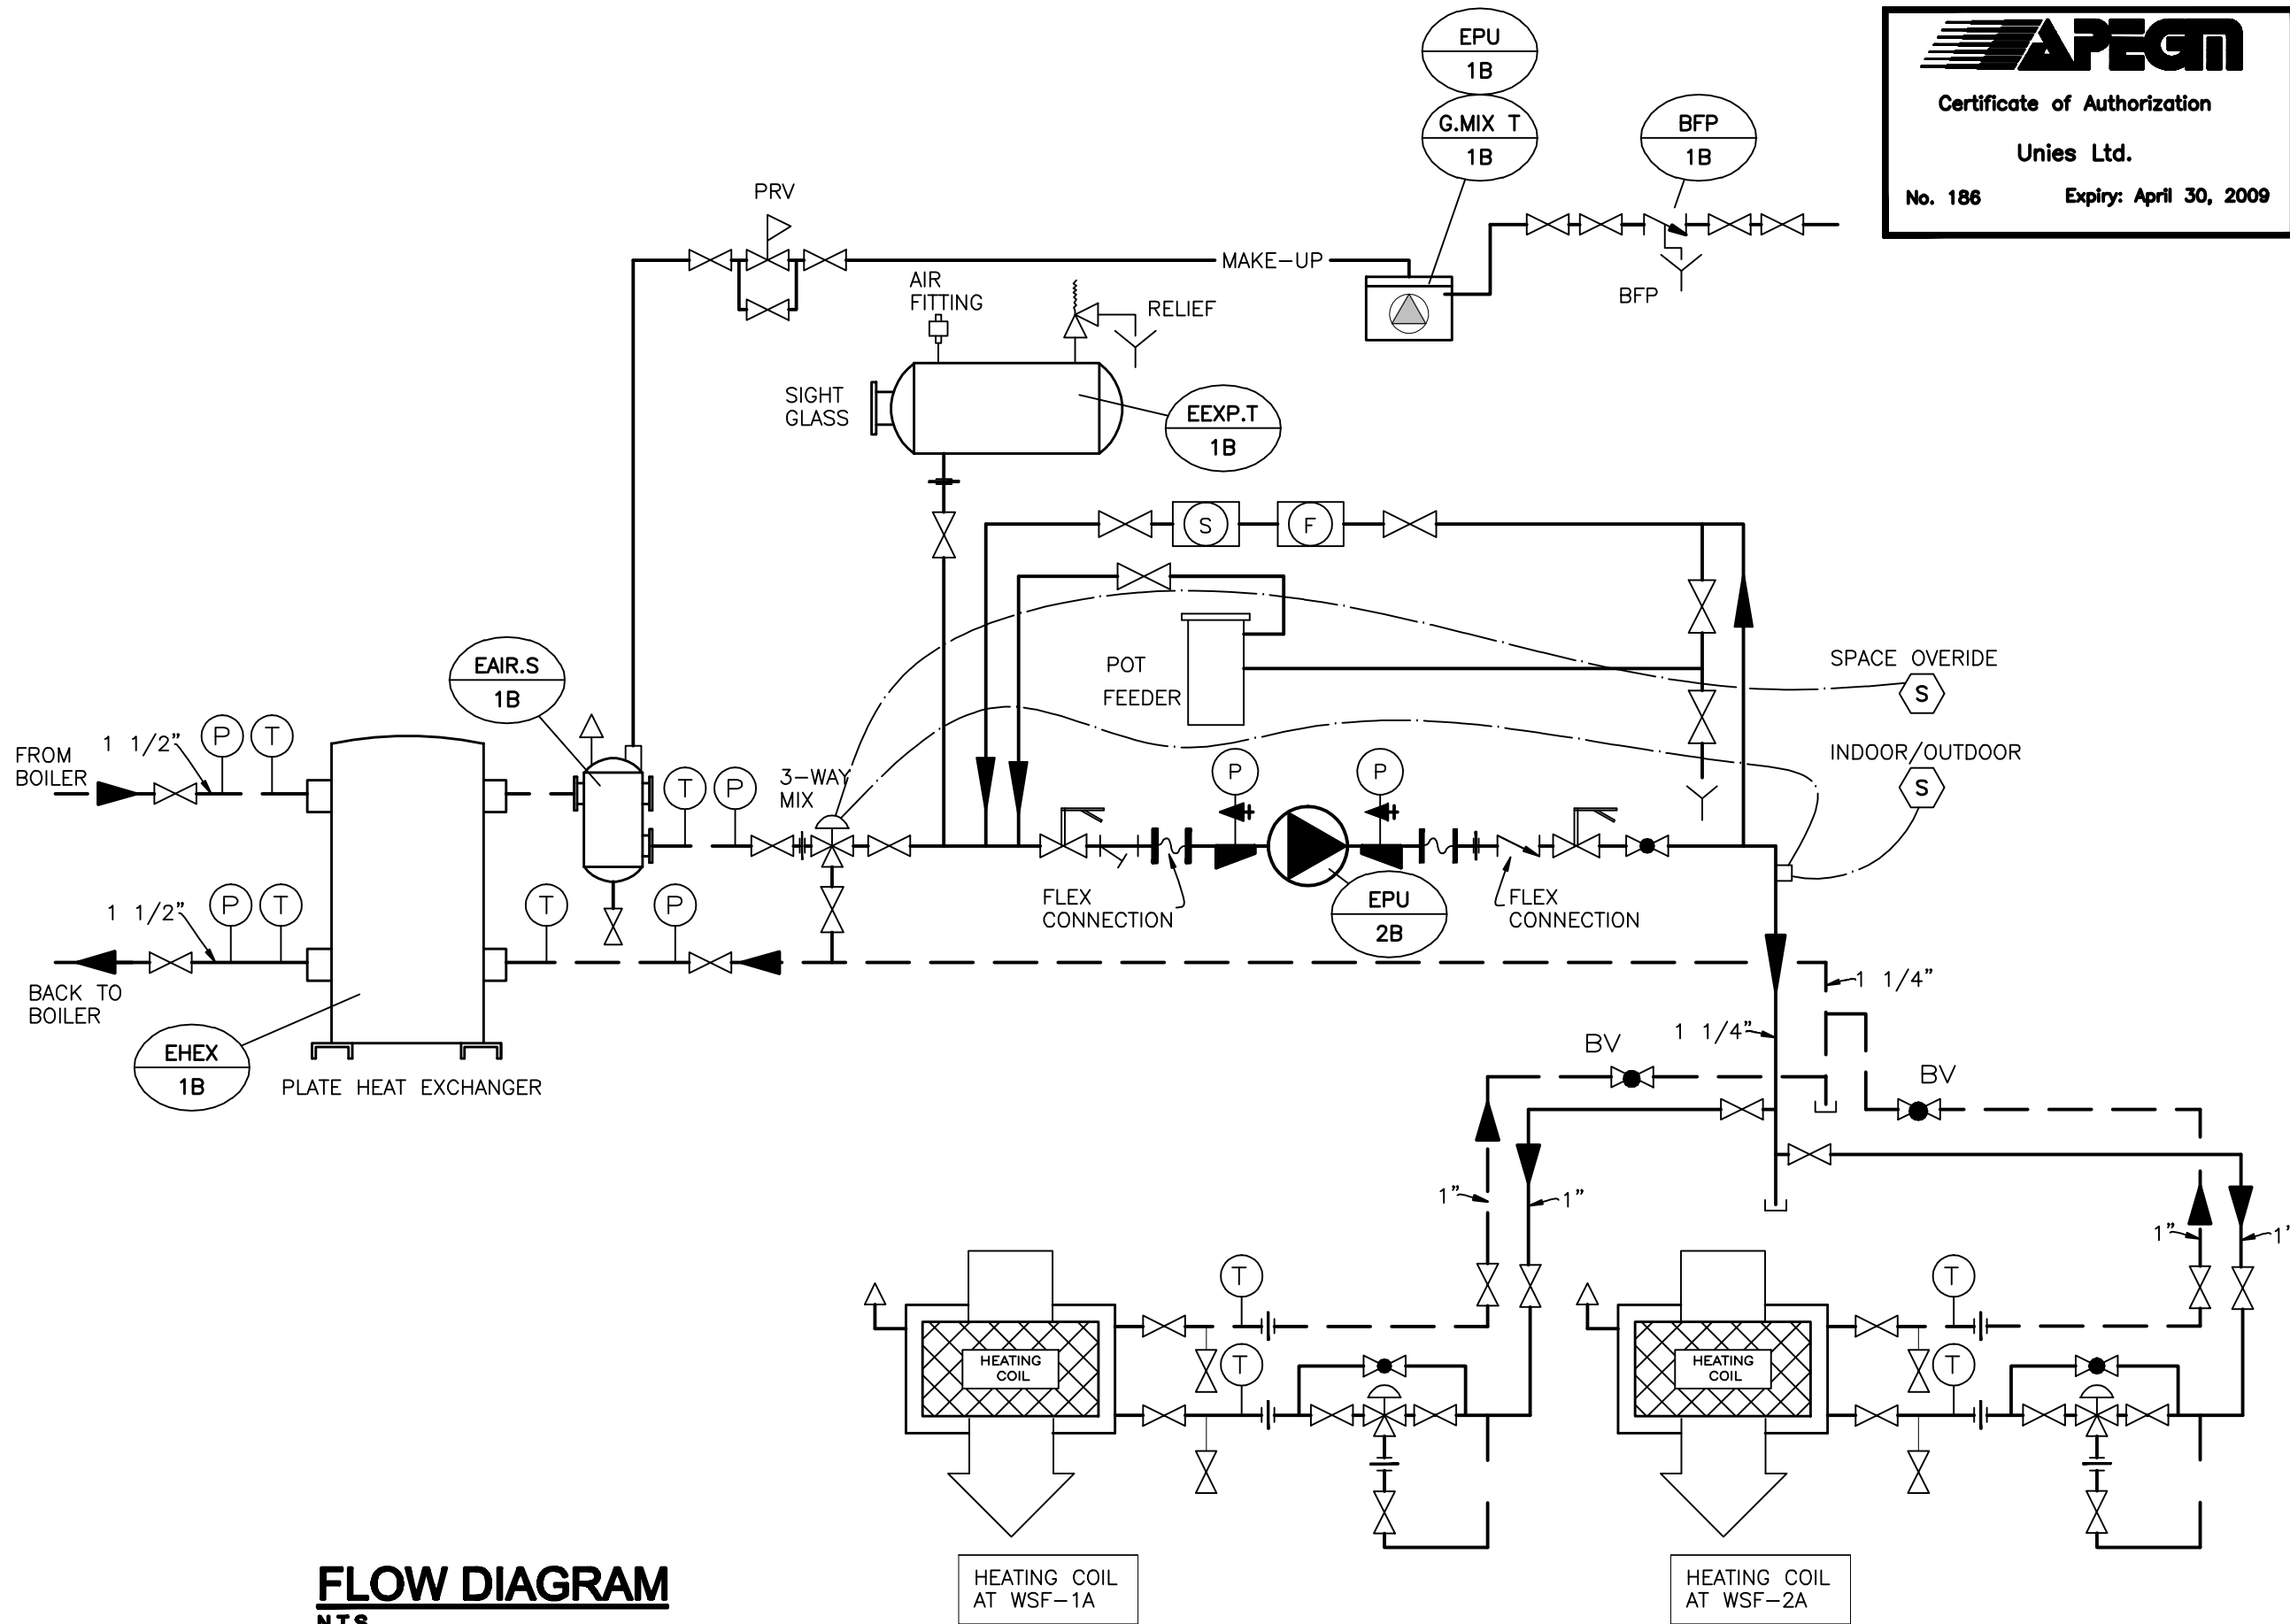 APEGM
Certificate of Authorization
Unies Ltd.
No. 186 Expiry: April 30, 2009
EPU
1B
G.MIX T
1B
BFP
1B
PRV
MAKE-UP
BFP
AIR
FITTING
RELIEF
SIGHT
GLASS
EEXP.T
1B
S
F
POT
FEEDER
SPACE OVERIDE
S
INDOOR/OUTDOOR
S
EAIR.S
1B
FROM
BOILER
1 1/2"
P
T
T
P
3-WAY
MIX
P
P
FLEX
CONNECTION
EPU
2B
FLEX
CONNECTION
1 1/2"
P
T
T
P
BACK TO
BOILER
EHEX
1B
PLATE HEAT EXCHANGER
1 1/4"
1 1/4"
BV
BV
1"
1"
1"
1"
T
T
HEATING
COIL
T
T
HEATING
COIL
HEATING COIL
AT WSF-1A
HEATING COIL
AT WSF-2A
FLOW DIAGRAM
N.T.S.